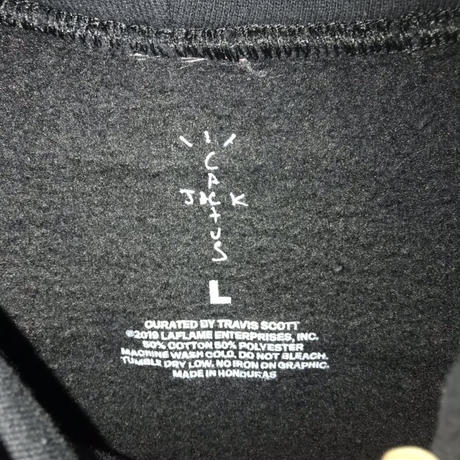 CACTUS
JACK
L
CURATED BY TRAVIS SCOTT
©2019 LAFLAME ENTERPRISES, INC.
50% COTTON 50% POLYESTER
MACHINE WASH COLD. DO NOT BLEACH.
TUMBLE DRY LOW. NO IRON ON GRAPHIC.
MADE IN HONDURAS